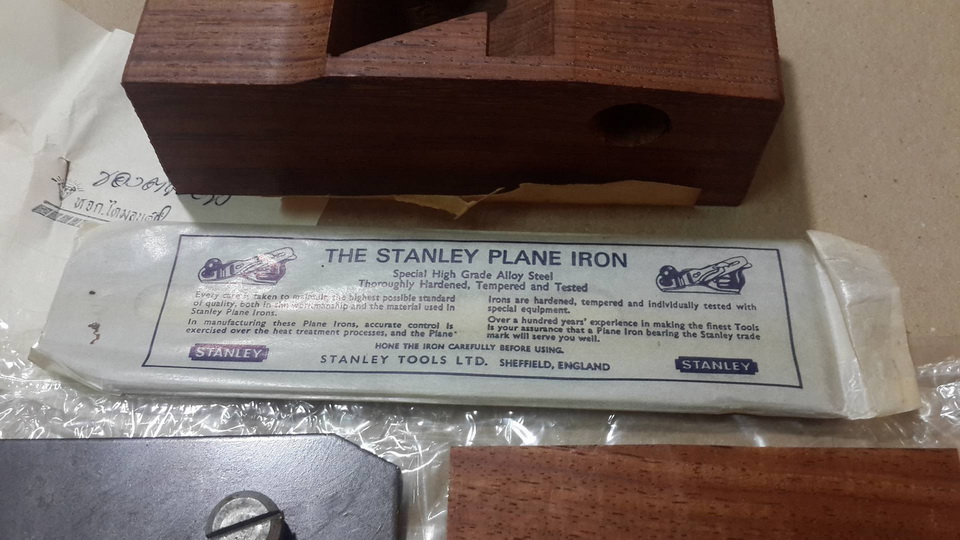 THE STANLEY PLANE IRON
Special High Grade Alloy Steel
Thoroughly Hardened, Tempered and Tested
Every care is taken to maintain the highest possible standard
of quality, both in the workmanship and the material used in
Stanley Plane Irons.
In manufacturing these Plane Irons, accurate control is
exercised over the heat treatment processes, and the Plane
Irons are hardened, tempered and individually tested with
special equipment.
Over a hundred years' experience in making the finest Tools
is your assurance that a Plane Iron bearing the Stanley trade
mark will serve you well.
HONE THE IRON CAREFULLY BEFORE USING.
STANLEY
STANLEY TOOLS LTD. SHEFFIELD, ENGLAND
STANLEY